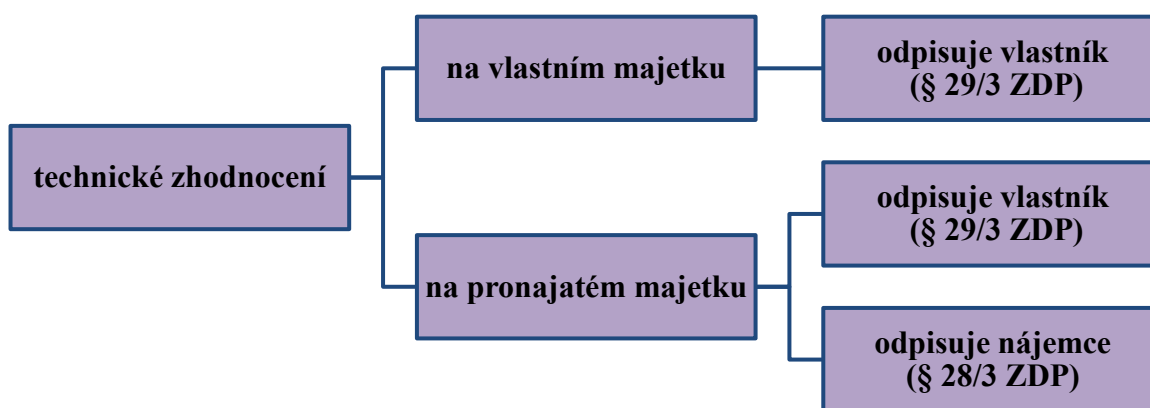 technické zhodnocení
na vlastním majetku
odpisuje vlastník
(§ 29/3 ZDP)
na pronajatém majetku
odpisuje vlastník
(§ 29/3 ZDP)
odpisuje nájemce
(§ 28/3 ZDP)